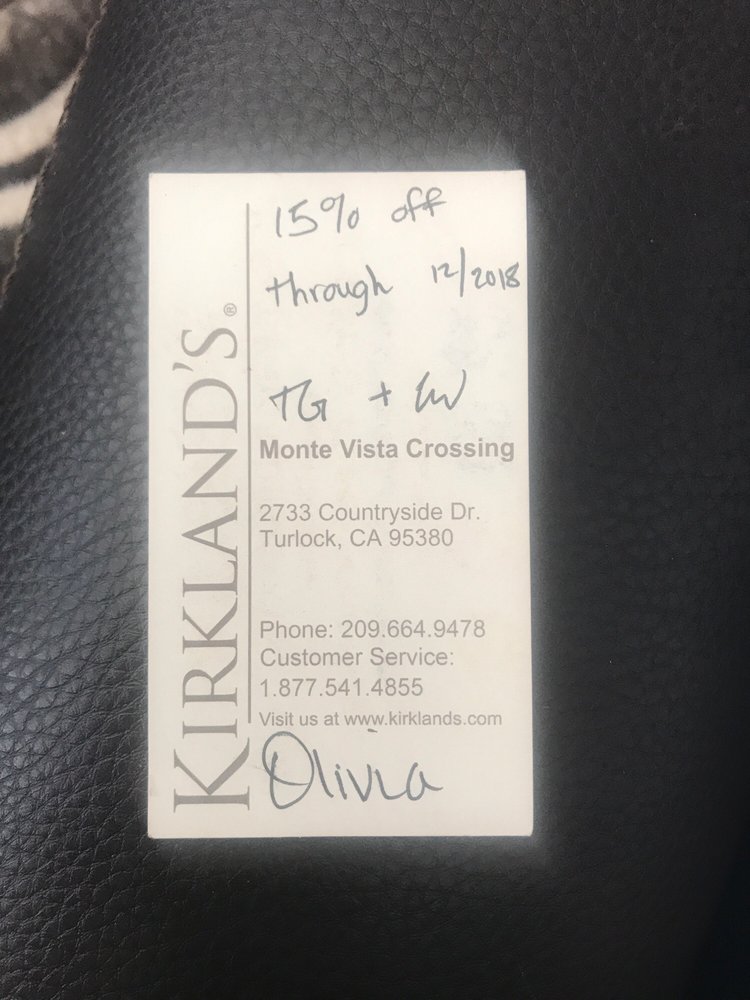 15% off
through 12/2018
TG + EW
Monte Vista Crossing
2733 Countryside Dr.
Turlock, CA 95380
Phone: 209.664.9478
Customer Service:
1.877.541.4855
Visit us at www.kirklands.com
Olivia
KIRKLAND'S®